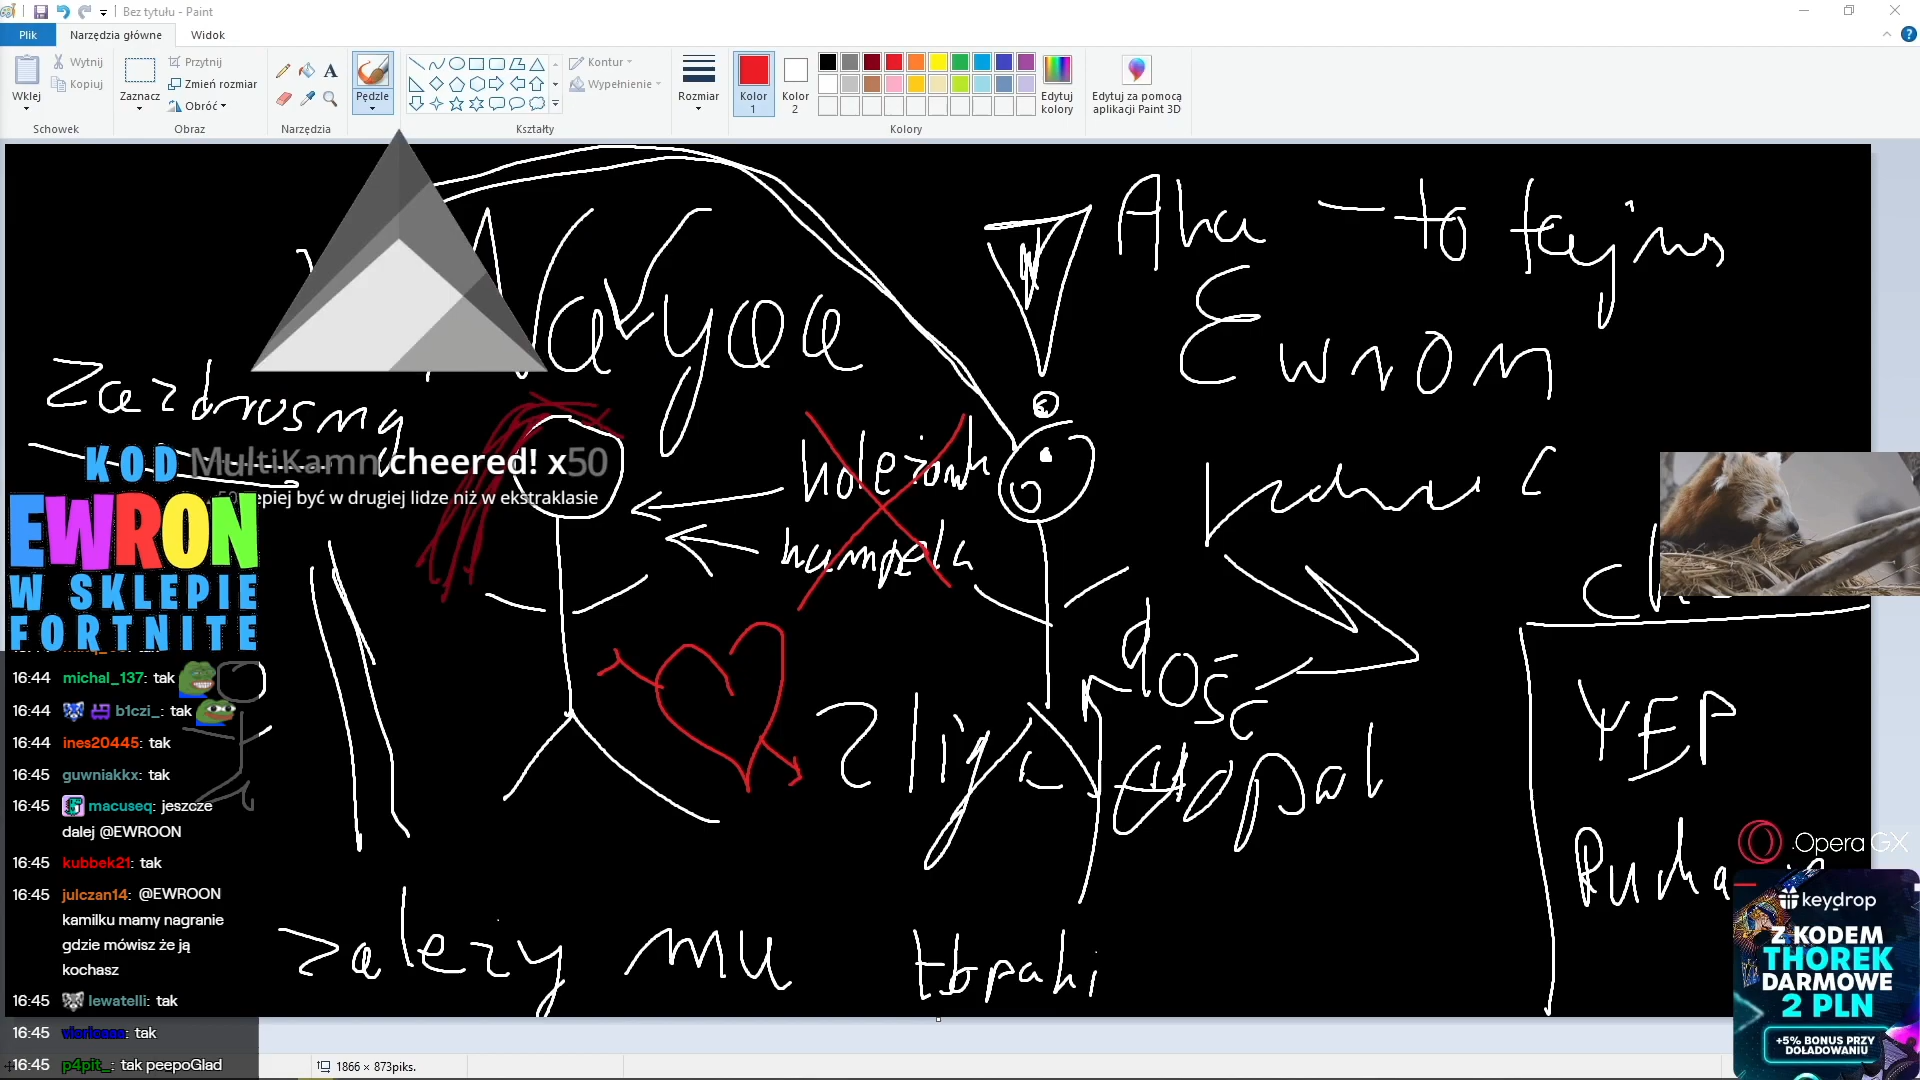 Bez tytułu - Paint
Plik
Narzędzia główne
Widok
Wklej
Wytnij
Kopiuj
Schowek
Zaznacz
Przytnij
Zmień rozmiar
Obróć
Obraz
Narzędzia
Pędzle
Kształty
Kontur
Wypełnienie
Rozmiar
Kolor
1
Kolor
2
Kolory
Edytuj
kolory
Edytuj za pomocą
aplikacji Paint 3D
Aha - to tajns
Ewron
zazdrosną
MultiKamn cheered! x50
lepiej być w drugiej lidze niż w ekstraklasie
KOD
EWRON
W SKLEPIE
FORTNITE
dość
YEP
zależy mu
16:44 michal_137: tak
16:44 b1czi_: tak
16:44 ines20445: tak
16:45 guwniakkx: tak
16:45 macuseq: jeszcze
dalej @EWROON
16:45 kubbek21: tak
16:45 julczan14: @EWROON
kamilku mamy nagranie
gdzie mówisz że ją
kochasz
16:45 lewatelli: tak
16:45 tak
16:45 p4pit_: tak peepoGlad
1866 × 873piks.
Opera GX
keydrop
Z KODEM
THOREK
DARMOWE
2 PLN
+5% BONUS PRZY
DOŁADOWANIU